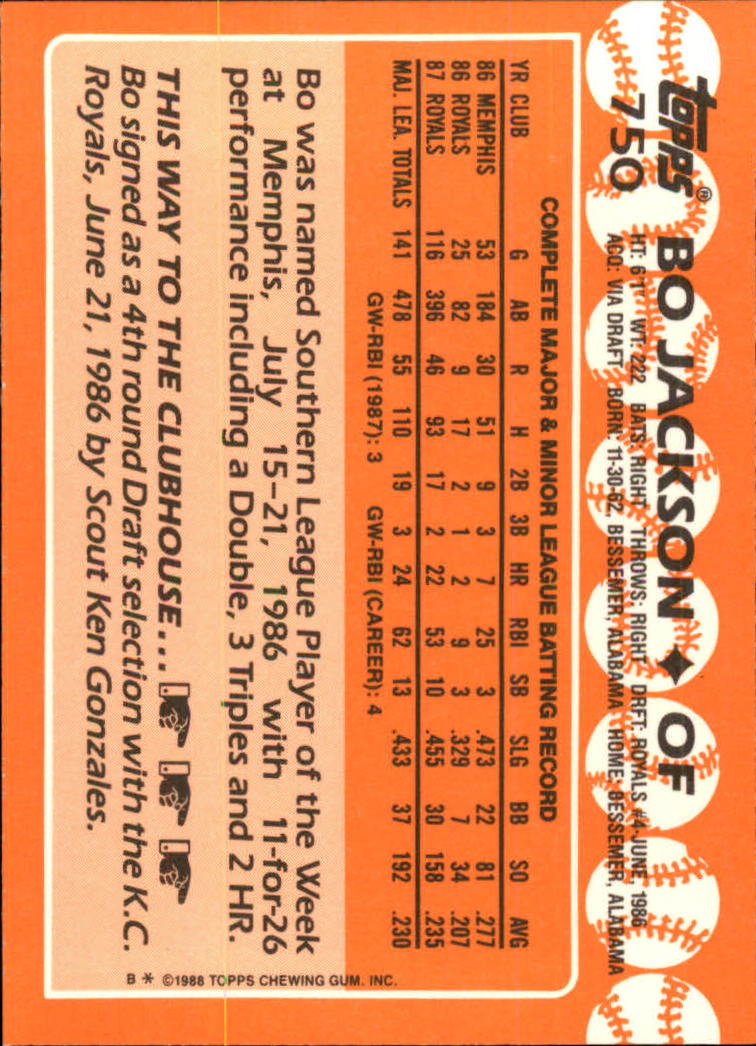 topps® BO JACKSON ✦ OF
750
HT: 6'1" WT: 222 BATS: RIGHT THROWS: RIGHT DRFT: ROYALS #4-JUNE, 1986
ACQ: VIA DRAFT BORN: 11-30-62, BESSEMER, ALABAMA HOME: BESSEMER, ALABAMA
COMPLETE MAJOR & MINOR LEAGUE BATTING RECORD
YR CLUB G AB R H 2B 3B HR RBI SB SLG BB SO AVG
86 MEMPHIS 53 184 30 51 9 3 7 25 3 .473 22 81 .277
86 ROYALS 25 82 9 17 2 1 2 9 3 .329 7 34 .207
87 ROYALS 116 396 46 93 17 2 22 53 10 .455 30 158 .235
MAJ. LEA. TOTALS 141 478 55 110 19 3 24 62 13 .433 37 192 .230
GW-RBI (1987): 3 GW-RBI (CAREER): 4
Bo was named Southern League Player of the Week
at Memphis, July 15-21, 1986 with 11-for-26
performance including a Double, 3 Triples and 2 HR.
THIS WAY TO THE CLUBHOUSE...
Bo signed as a 4th round Draft selection with the K.C.
Royals, June 21, 1986 by Scout Ken Gonzales.
B * ©1988 TOPPS CHEWING GUM. INC.